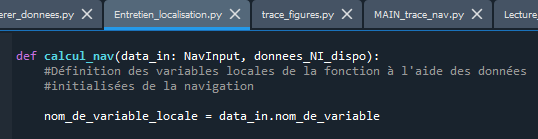 erer_donnees.py Entretien_localisation.py trace_figures.py MAIN_trace_nav.py Lecture_
def calcul_nav(data_in: NavInput, donnees_NI_dispo):
#Définition des variables locales de la fonction à l'aide des données
#initialisées de la navigation
nom_de_variable_locale = data_in.nom_de_variable